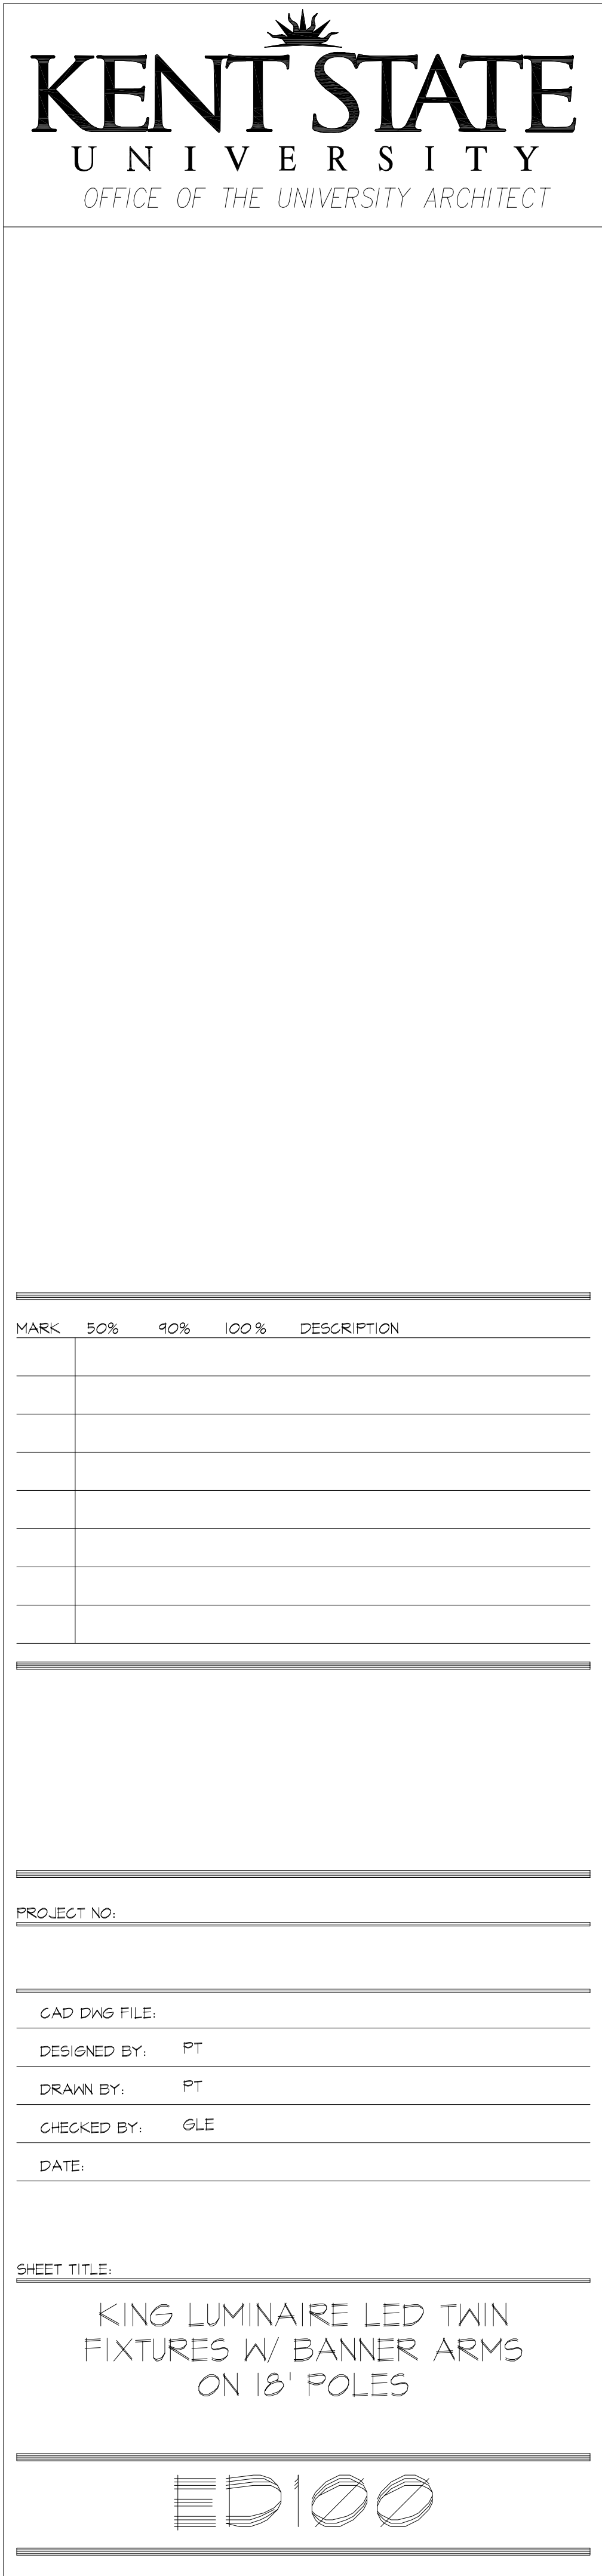 KENT STATE
UNIVERSITY
OFFICE OF THE UNIVERSITY ARCHITECT
MARK 50% 90% 100% DESCRIPTION
PROJECT NO:
CAD DWG FILE:
DESIGNED BY: PT
DRAWN BY: PT
CHECKED BY: GLE
DATE:
SHEET TITLE:
KING LUMINAIRE LED TWIN
FIXTURES W/ BANNER ARMS
ON 18' POLES
ED100